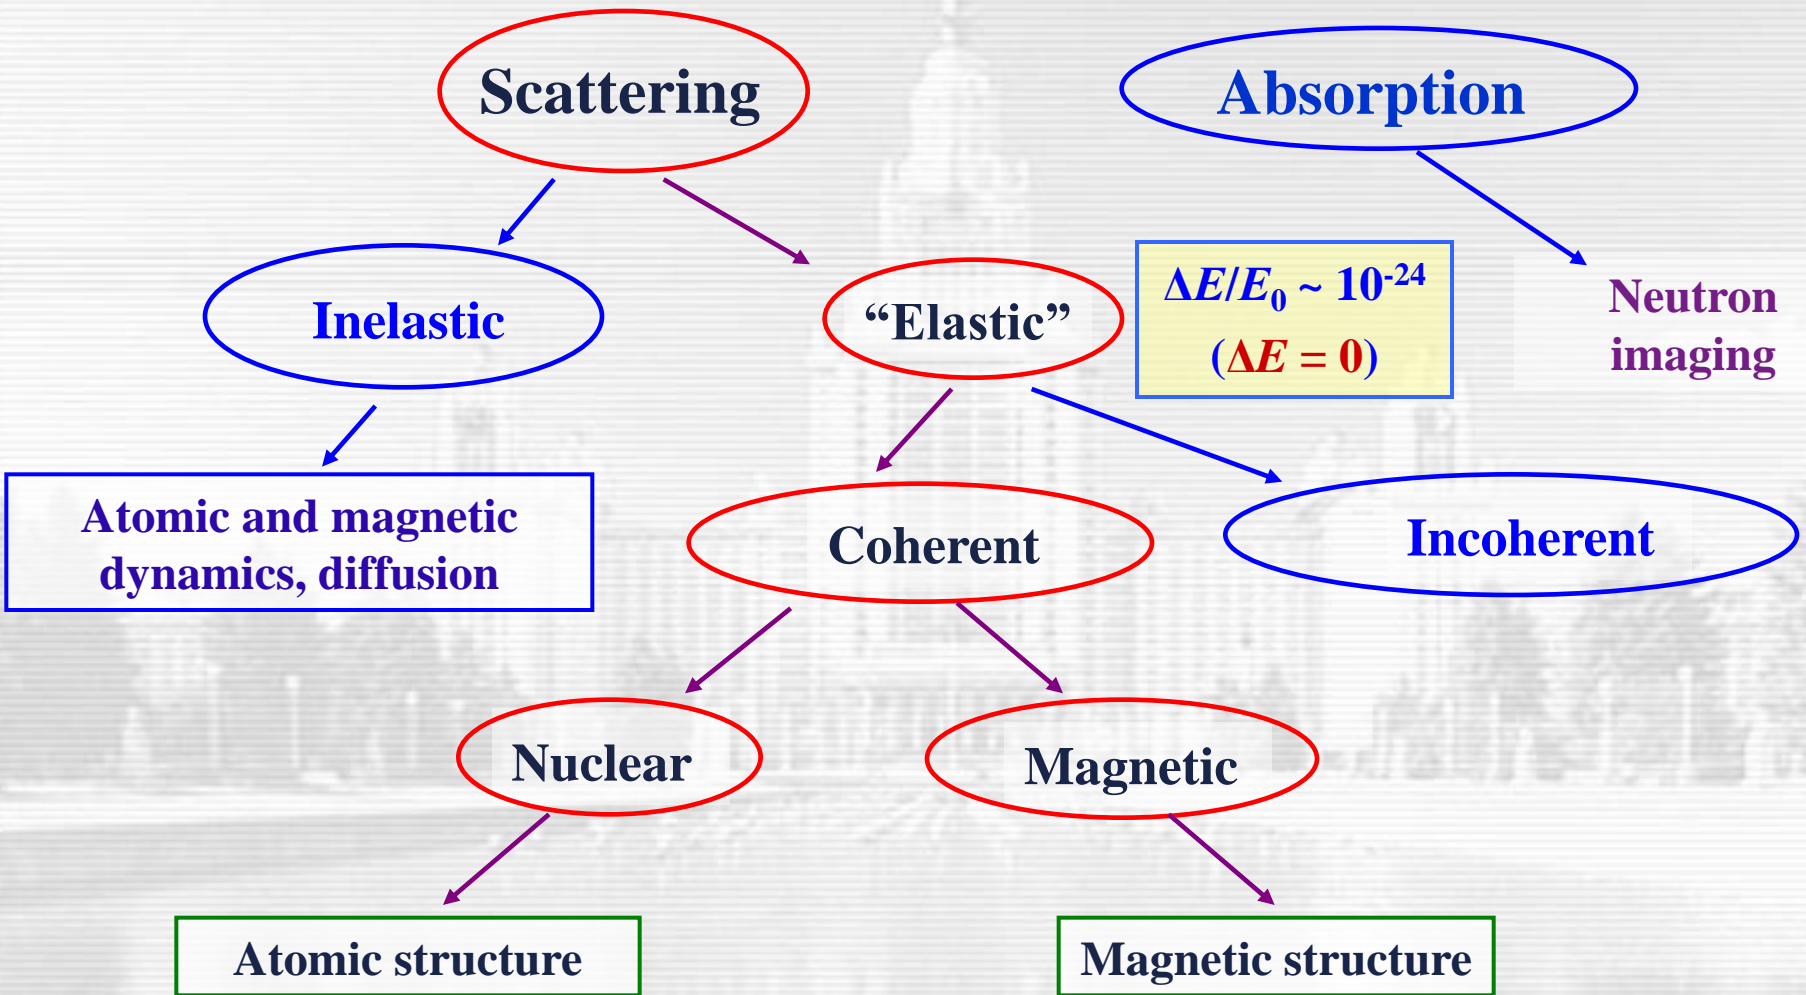 Scattering
Absorption
Inelastic
“Elastic”
ΔE/E₀ ~ 10⁻²⁴
(ΔE = 0)
Neutron
imaging
Atomic and magnetic
dynamics, diffusion
Coherent
Incoherent
Nuclear
Magnetic
Atomic structure
Magnetic structure